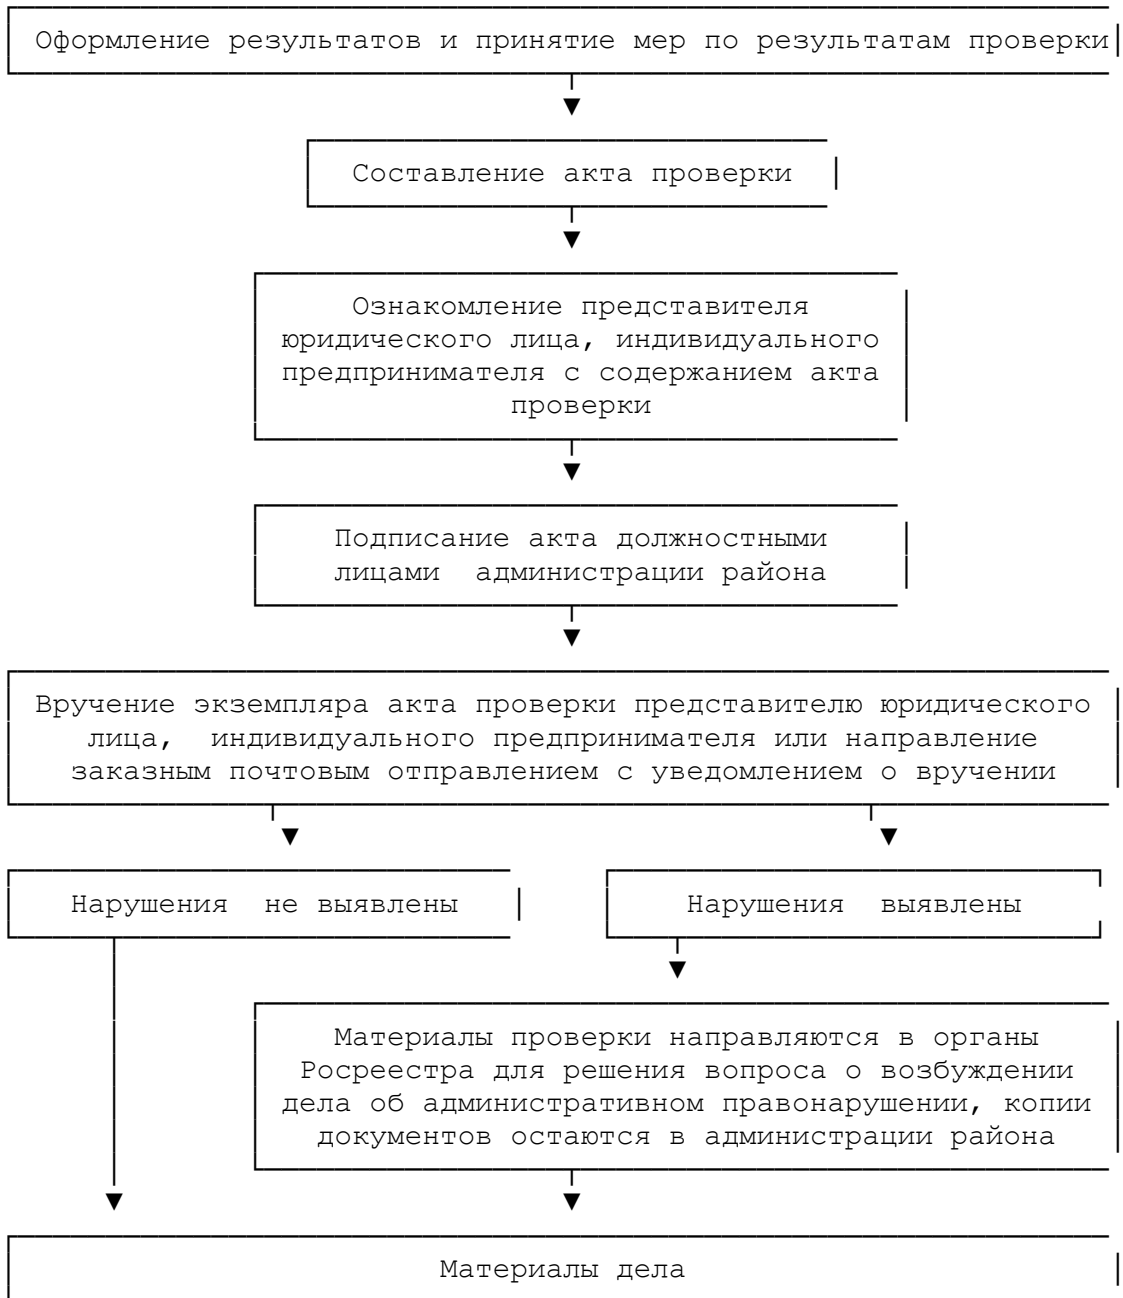 Оформление результатов и принятие мер по результатам проверки
Составление акта проверки
Ознакомление представителя
юридического лица, индивидуального
предпринимателя с содержанием акта
проверки
Подписание акта должностными
лицами администрации района
Вручение экземпляра акта проверки представителю юридического
лица, индивидуального предпринимателя или направление
заказным почтовым отправлением с уведомлением о вручении
Нарушения не выявлены
Нарушения выявлены
Материалы проверки направляются в органы
Росреестра для решения вопроса о возбуждении
дела об административном правонарушении, копии
документов остаются в администрации района
Материалы дела